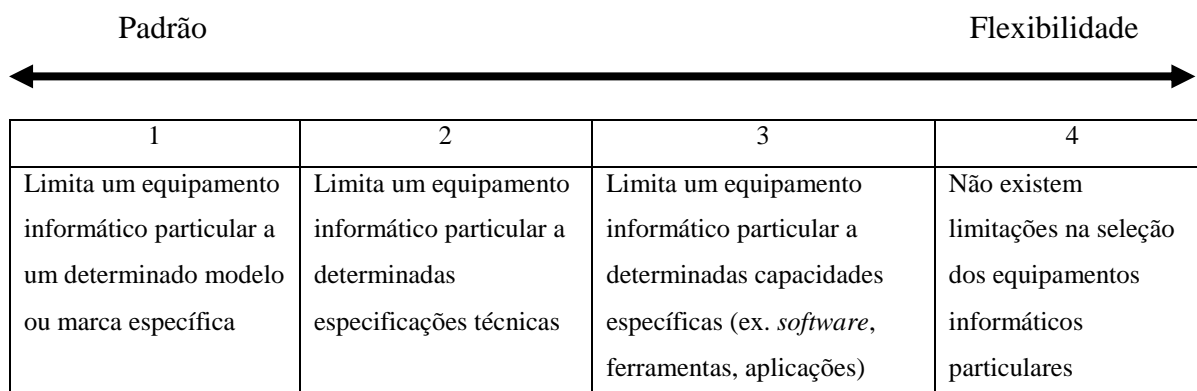 Padrão Flexibilidade
1 2 3 4
Limita um equipamento
informático particular a
um determinado modelo
ou marca específica
Limita um equipamento
informático particular a
determinadas
especificações técnicas
Limita um equipamento
informático particular a
determinadas capacidades
específicas (ex. software,
ferramentas, aplicações)
Não existem
limitações na seleção
dos equipamentos
informáticos
particulares